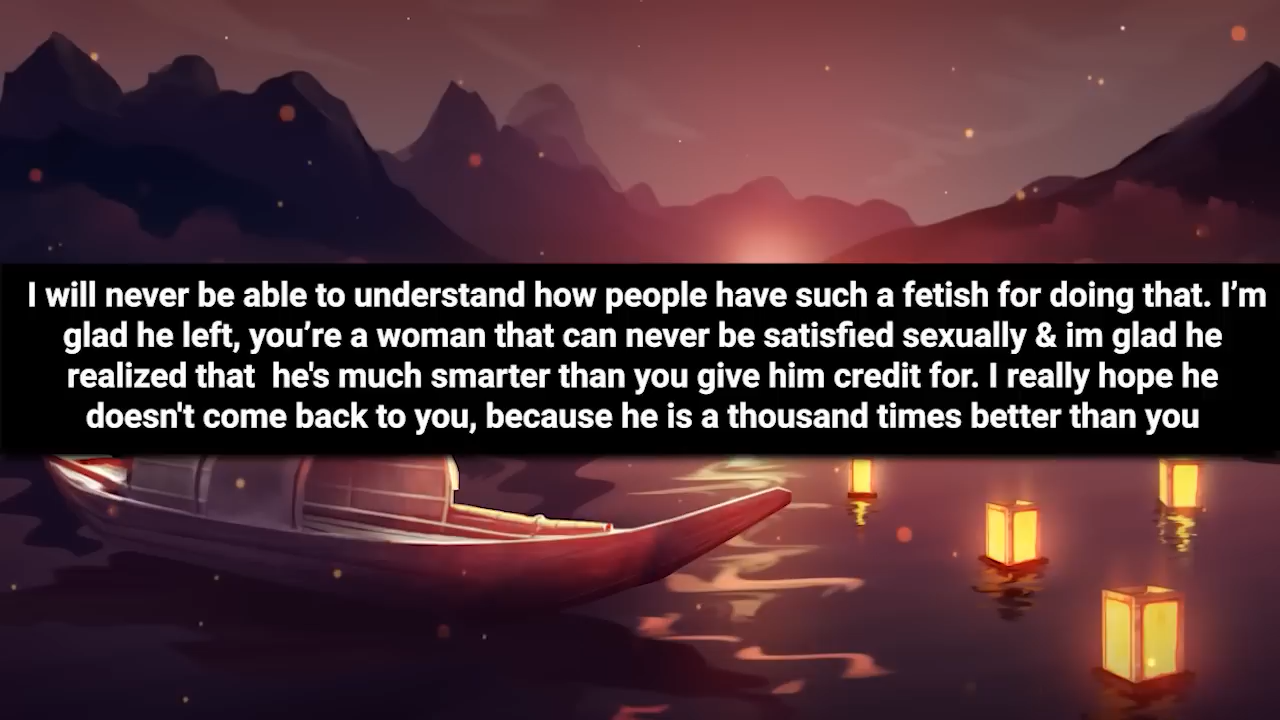 I will never be able to understand how people have such a fetish for doing that. I’m
glad he left, you’re a woman that can never be satisfied sexually & im glad he
realized that  he's much smarter than you give him credit for. I really hope he
doesn't come back to you, because he is a thousand times better than you